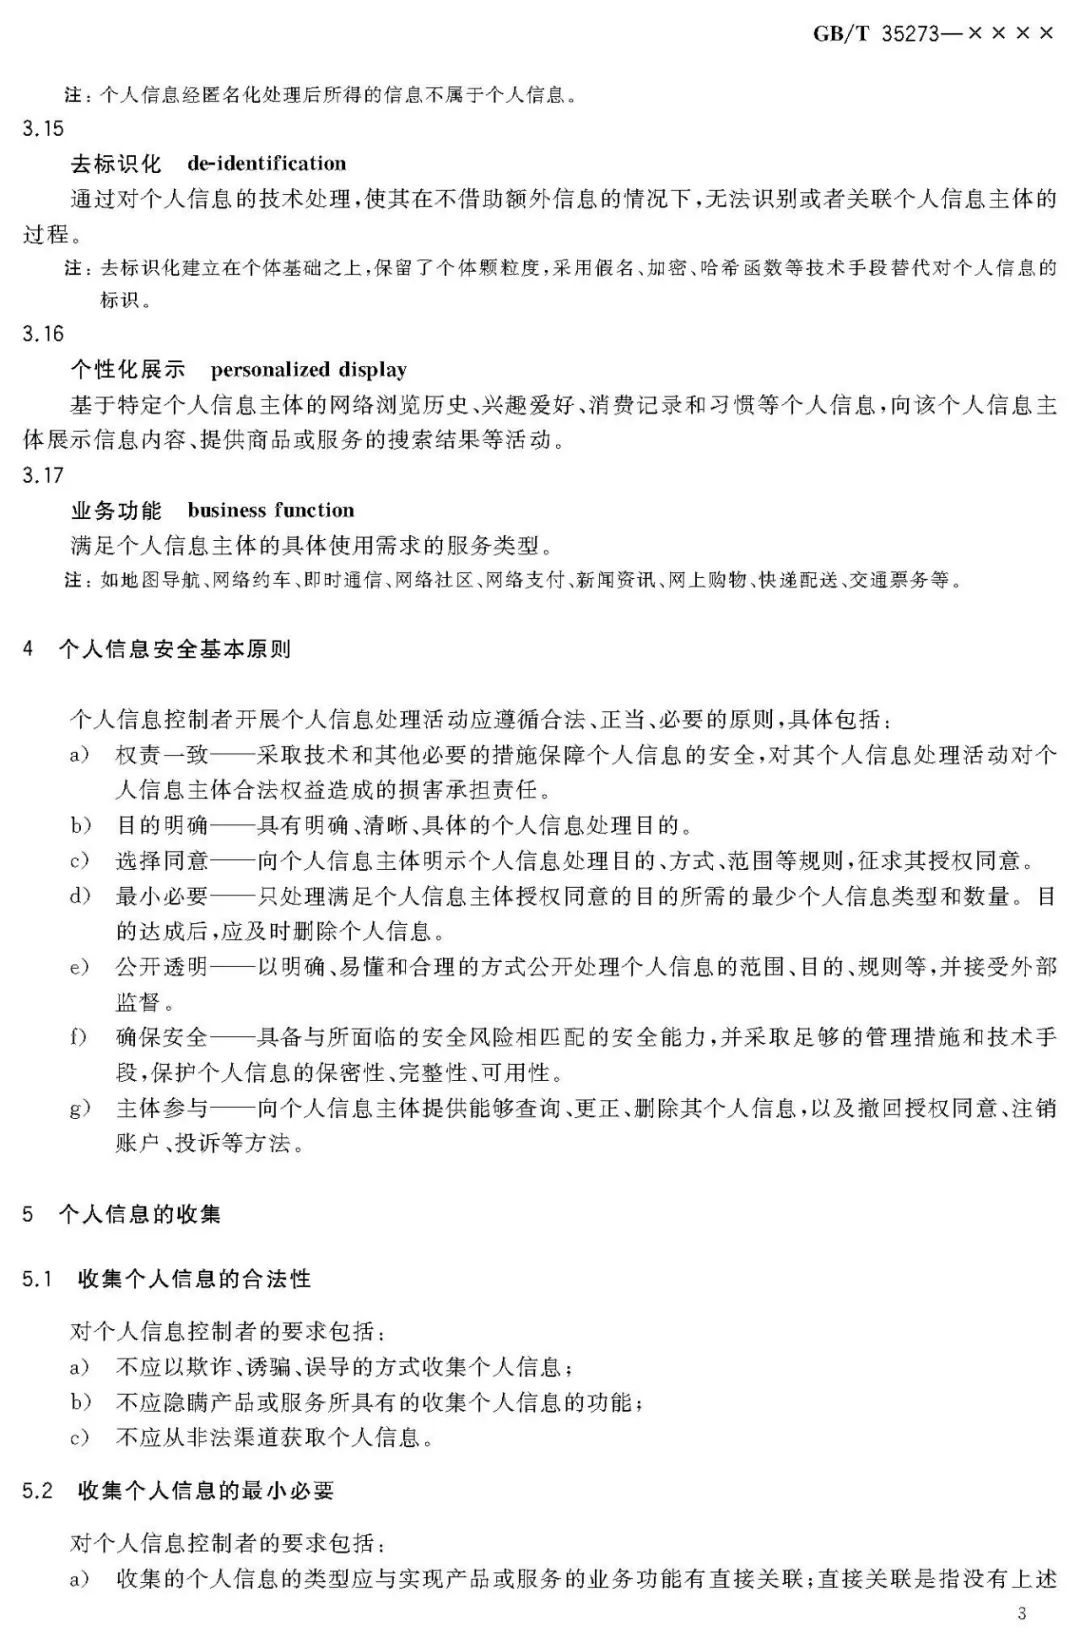 GB/T 35273—××××
注:个人信息经匿名化处理后所得的信息不属于个人信息。
3.15
去标识化 de-identification
通过对个人信息的技术处理,使其在不借助额外信息的情况下,无法识别或者关联个人信息主体的
过程。
注:去标识化建立在个体基础之上,保留了个体颗粒度,采用假名、加密、哈希函数等技术手段替代对个人信息的
标识。
3.16
个性化展示 personalized display
基于特定个人信息主体的网络浏览历史、兴趣爱好、消费记录和习惯等个人信息,向该个人信息主
体展示信息内容、提供商品或服务的搜索结果等活动。
3.17
业务功能 business function
满足个人信息主体的具体使用需求的服务类型。
注:如地图导航、网络约车、即时通信、网络社区、网络支付、新闻资讯、网上购物、快递配送、交通票务等。
4 个人信息安全基本原则
个人信息控制者开展个人信息处理活动应遵循合法、正当、必要的原则,具体包括:
a) 权责一致——采取技术和其他必要的措施保障个人信息的安全,对其个人信息处理活动对个
人信息主体合法权益造成的损害承担责任。
b) 目的明确——具有明确、清晰、具体的个人信息处理目的。
c) 选择同意——向个人信息主体明示个人信息处理目的、方式、范围等规则,征求其授权同意。
d) 最小必要——只处理满足个人信息主体授权同意的目的所需的最少个人信息类型和数量。目
的达成后,应及时删除个人信息。
e) 公开透明——以明确、易懂和合理的方式公开处理个人信息的范围、目的、规则等,并接受外部
监督。
f) 确保安全——具备与所面临的安全风险相匹配的安全能力,并采取足够的管理措施和技术手
段,保护个人信息的保密性、完整性、可用性。
g) 主体参与——向个人信息主体提供能够查询、更正、删除其个人信息,以及撤回授权同意、注销
账户、投诉等方法。
5 个人信息的收集
5.1 收集个人信息的合法性
对个人信息控制者的要求包括:
a) 不应以欺诈、诱骗、误导的方式收集个人信息;
b) 不应隐瞒产品或服务所具有的收集个人信息的功能;
c) 不应从非法渠道获取个人信息。
5.2 收集个人信息的最小必要
对个人信息控制者的要求包括:
a) 收集的个人信息的类型应与实现产品或服务的业务功能有直接关联;直接关联是指没有上述
3